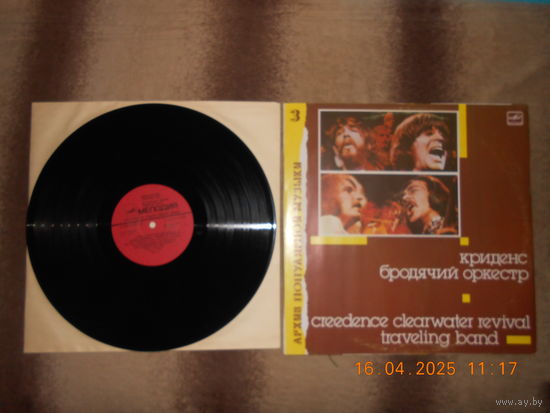 МЕЛОДИЯ
3
АРХИВ ПОПУЛЯРНОЙ МУЗЫКИ
криденс
бродячий оркестр
creedence clearwater revival
traveling band
16.04.2025 11:17
www.ay.by